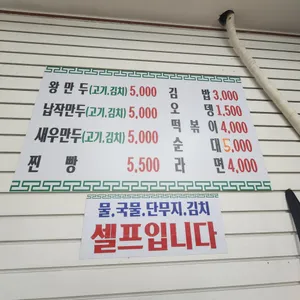 왕만두(고기,김치) 5,000 김밥 3,000
납작만두(고기,김치) 5,000 오뎅 1,500
떡볶이 4,000
새우만두(고기,김치) 5,000 순대 5,000
찐빵 5,500 라면 4,000
물,국물,단무지,김치
셀프입니다